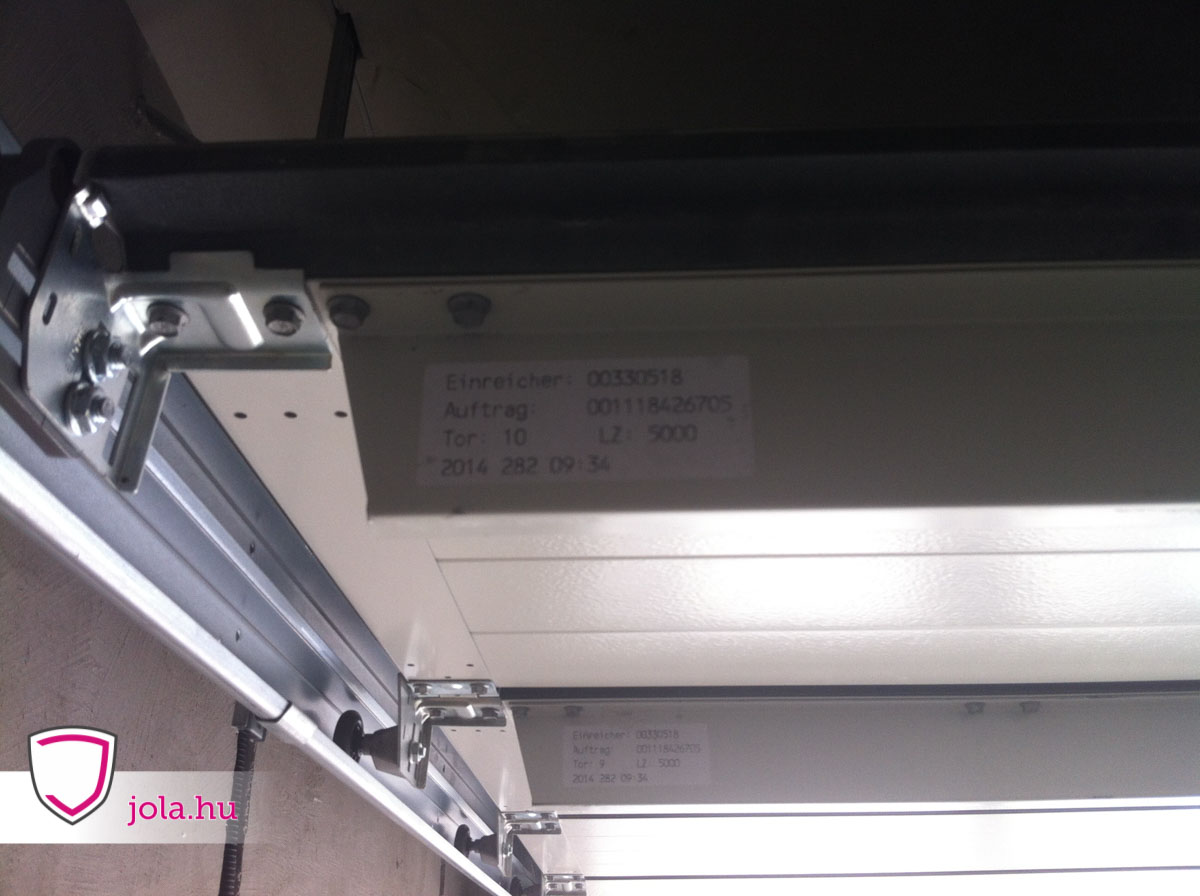 Einreicher: 00330518
Auftrag: 001118426705
Tor: 10 LZ: 5000
2014 282 09:34
Einreicher: 00330518
Auftrag: 001118426705
Tor: 9 LZ: 5000
2014 282 09:34
jola.hu